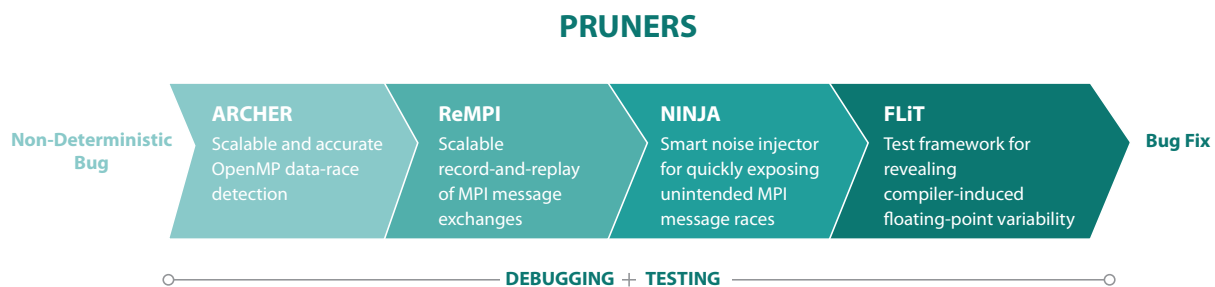 PRUNERS
Non-Deterministic
Bug
ARCHER
Scalable and accurate
OpenMP data-race
detection
ReMPI
Scalable
record-and-replay
of MPI message
exchanges
NINJA
Smart noise injector
for quickly exposing
unintended MPI
message races
FLiT
Test framework for
revealing
compiler-induced
floating-point variability
Bug Fix
DEBUGGING + TESTING